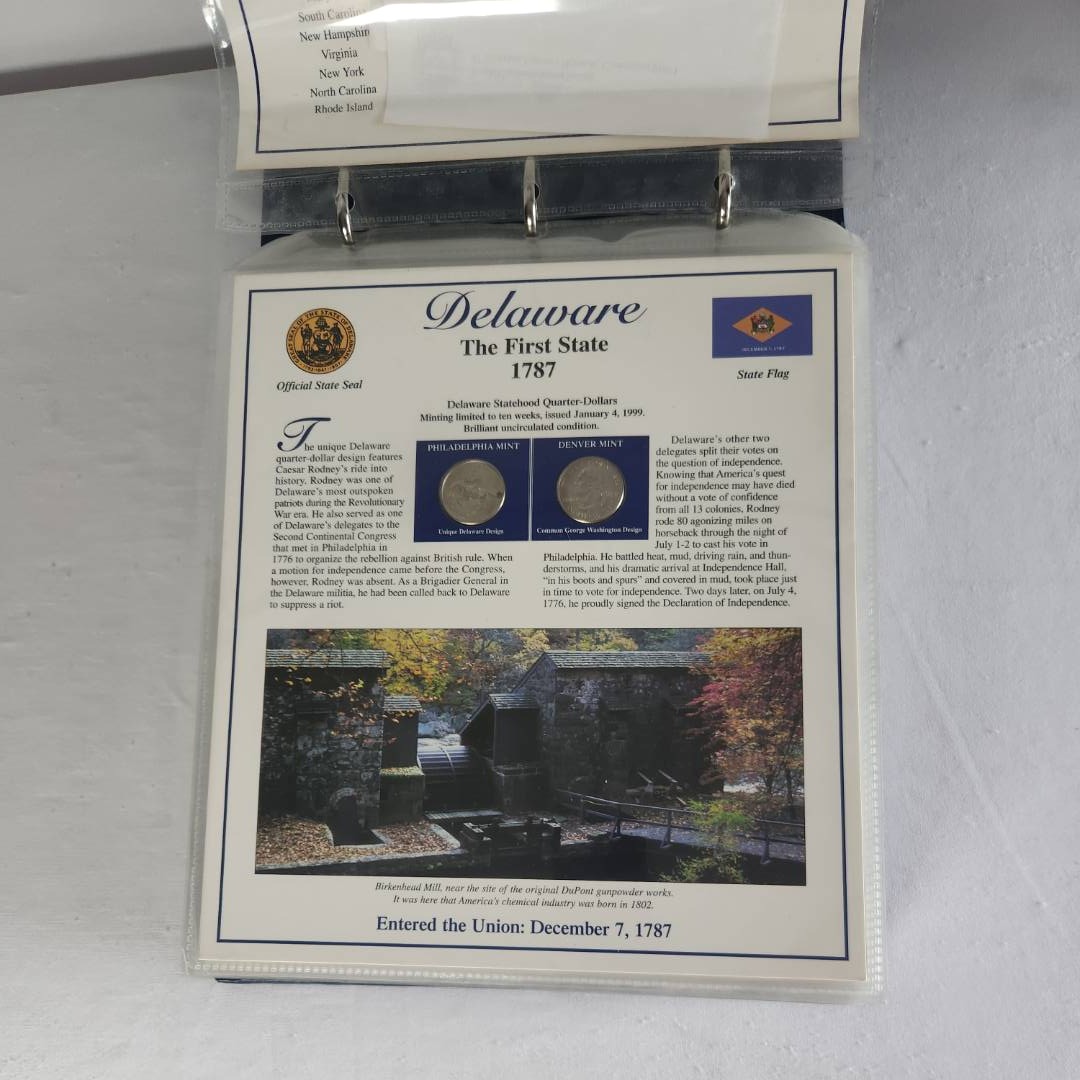 South Carolina
New Hampshire
Virginia
New York
North Carolina
Rhode Island
Delaware
The First State
1787
Official State Seal
GREAT SEAL OF THE STATE OF DELAWARE
DECEMBER 7, 1787
State Flag
Delaware Statehood Quarter-Dollars
Minting limited to ten weeks, issued January 4, 1999.
Brilliant uncirculated condition.
The unique Delaware
quarter-dollar design features
Caesar Rodney's ride into
history. Rodney was one of
Delaware's most outspoken
patriots during the Revolutionary
War era. He also served as one
of Delaware's delegates to the
Second Continental Congress
that met in Philadelphia in
1776 to organize the rebellion against British rule. When
a motion for independence came before the Congress,
however, Rodney was absent. As a Brigadier General in
the Delaware militia, he had been called back to Delaware
to suppress a riot.
PHILADELPHIA MINT
Unique Delaware Design
DENVER MINT
Common George Washington Design
Delaware's other two
delegates split their votes on
the question of independence.
Knowing that America's quest
for independence may have died
without a vote of confidence
from all 13 colonies, Rodney
rode 80 agonizing miles on
horseback through the night of
July 1-2 to cast his vote in
Philadelphia. He battled heat, mud, driving rain, and thun-
derstorms, and his dramatic arrival at Independence Hall,
"in his boots and spurs" and covered in mud, took place just
in time to vote for independence. Two days later, on July 4,
1776, he proudly signed the Declaration of Independence.
Birkenhead Mill, near the site of the original DuPont gunpowder works.
It was here that America's chemical industry was born in 1802.
Entered the Union: December 7, 1787